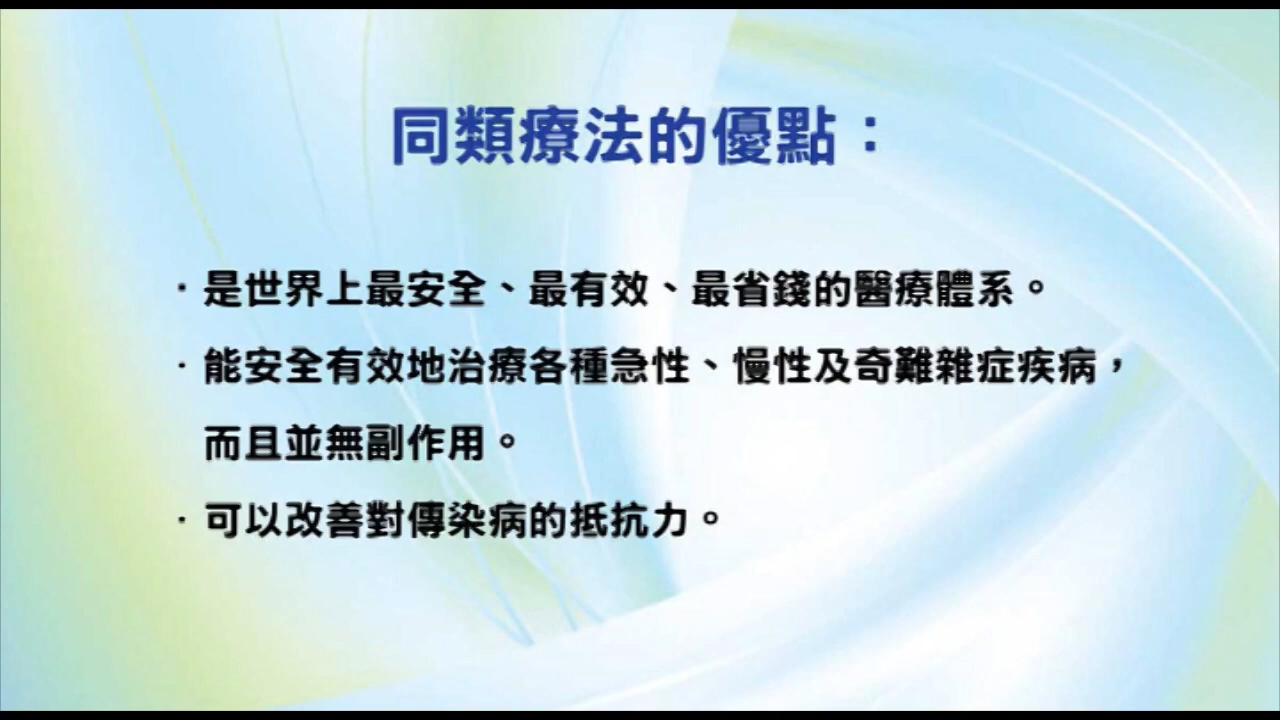 同類療法的優點：
· 是世界上最安全、最有效、最省錢的醫療體系。
· 能安全有效地治療各種急性、慢性及奇難雜症疾病，
而且並無副作用。
· 可以改善對傳染病的抵抗力。